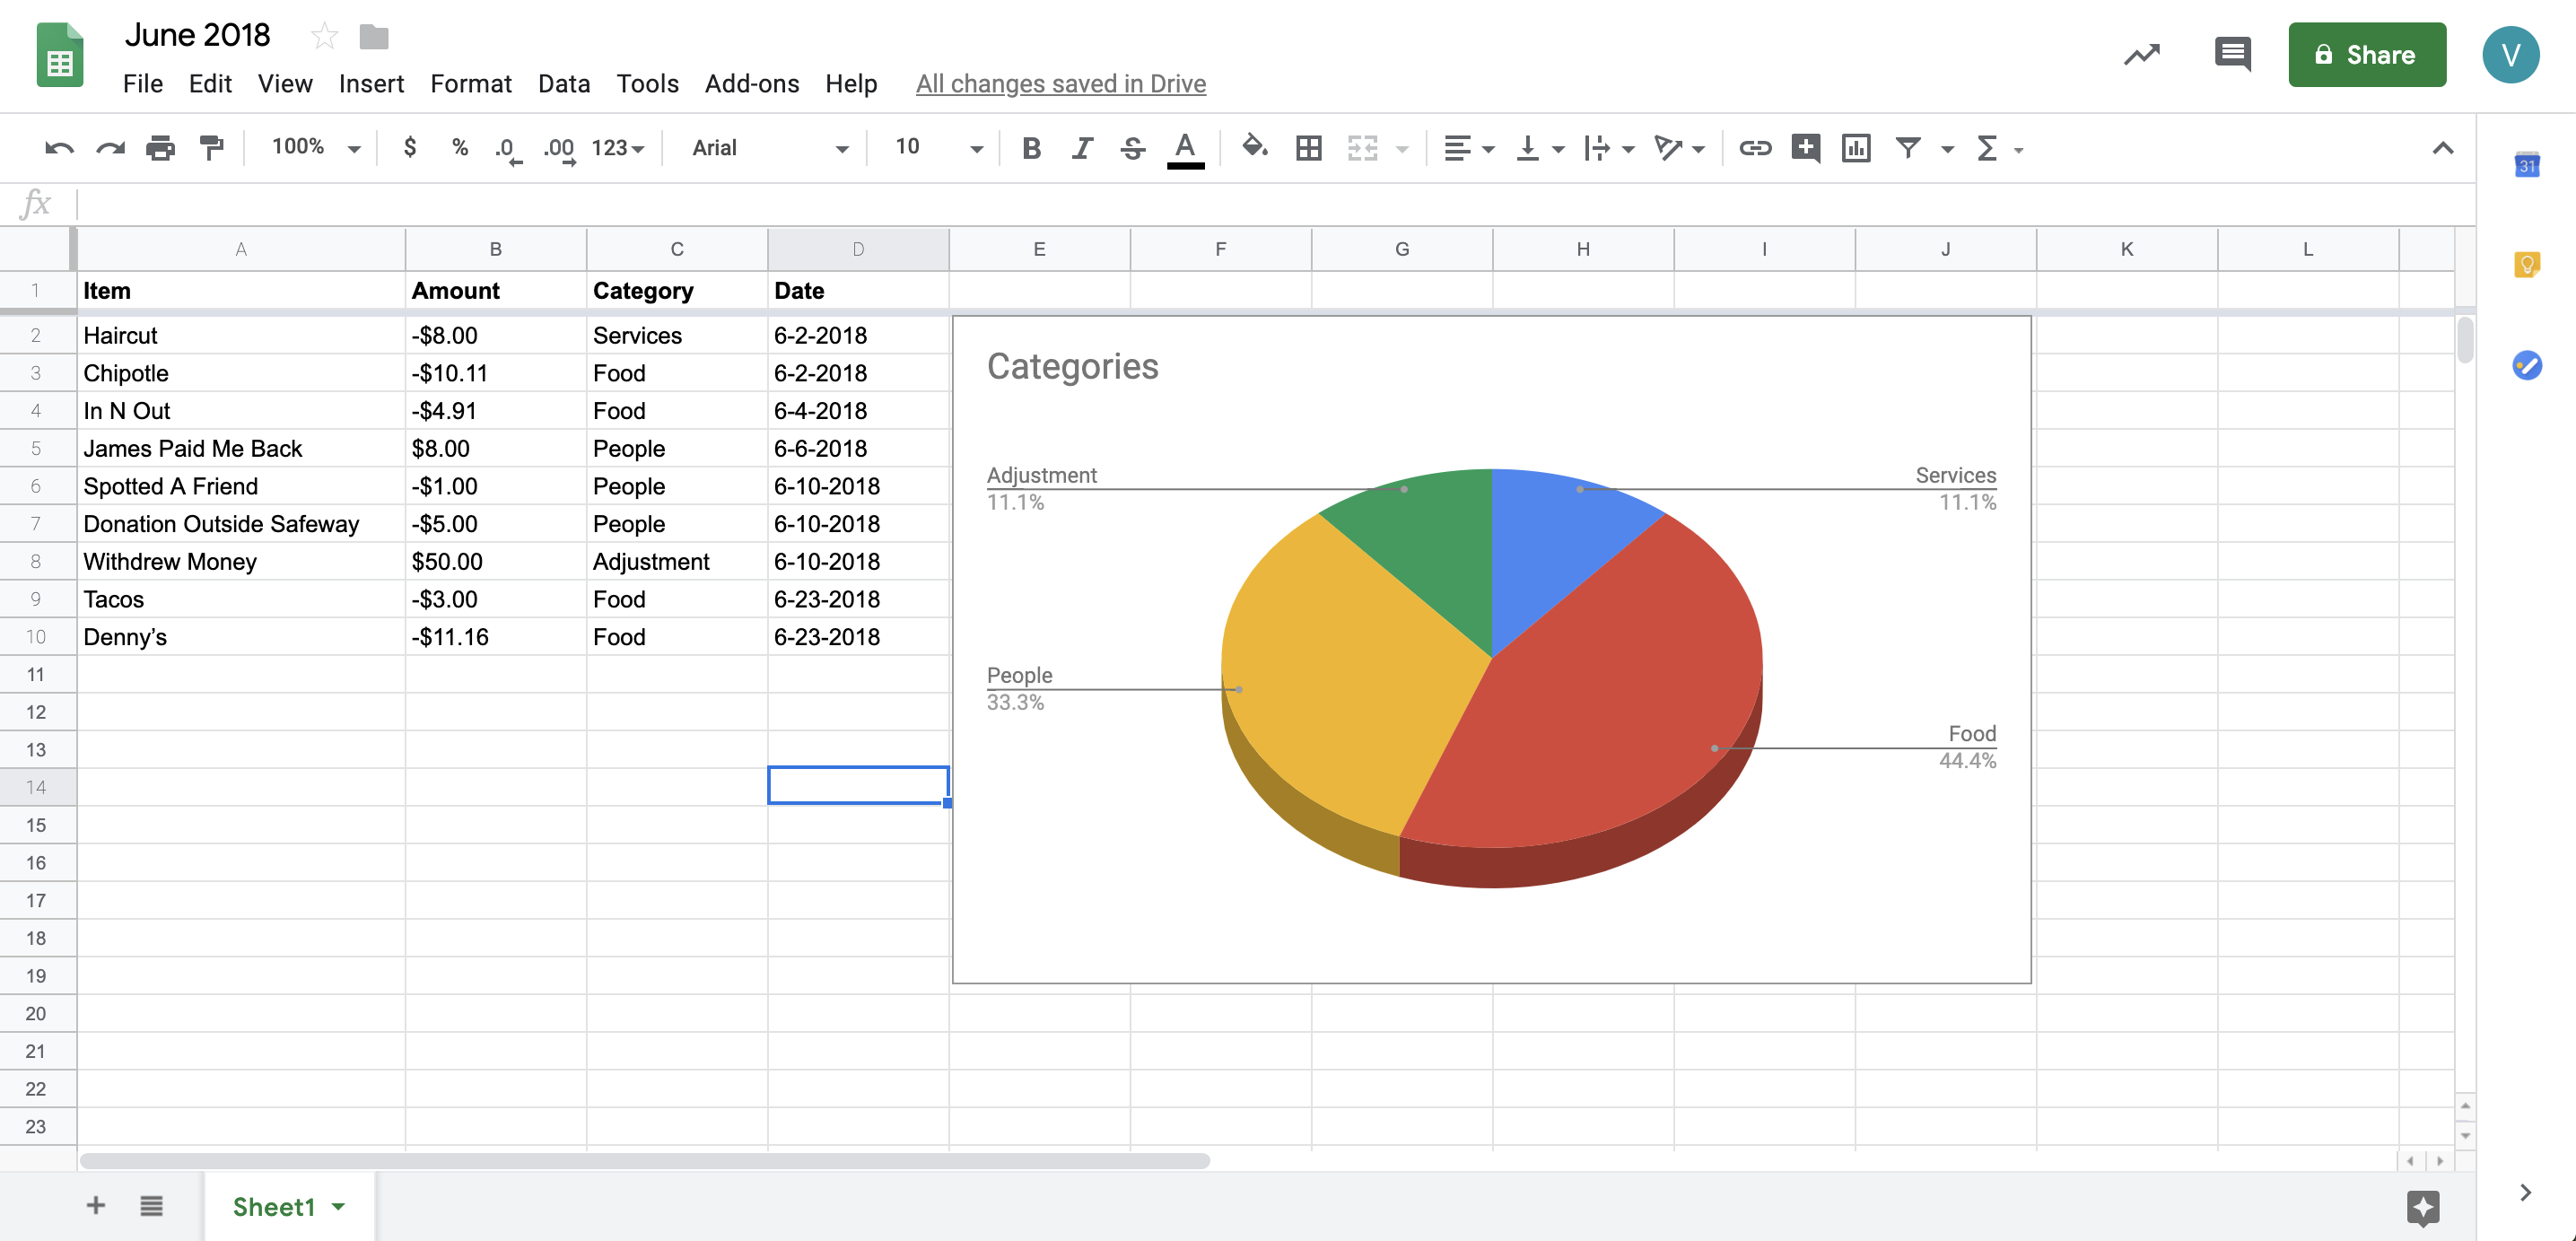 June 2018
File Edit View Insert Format Data Tools Add-ons Help All changes saved in Drive
Share
V
100% $ % .0 .00 123 Arial 10 B I S A Σ
31
fx
A B C D E F G H I J K L
1 Item Amount Category Date
2 Haircut -$8.00 Services 6-2-2018
3 Chipotle -$10.11 Food 6-2-2018
4 In N Out -$4.91 Food 6-4-2018
5 James Paid Me Back $8.00 People 6-6-2018
6 Spotted A Friend -$1.00 People 6-10-2018
7 Donation Outside Safeway -$5.00 People 6-10-2018
8 Withdrew Money $50.00 Adjustment 6-10-2018
9 Tacos -$3.00 Food 6-23-2018
10 Denny’s -$11.16 Food 6-23-2018
11
12
13
14
15
16
17
18
19
20
21
22
23
Categories
Adjustment
11.1%
Services
11.1%
People
33.3%
Food
44.4%
Sheet1